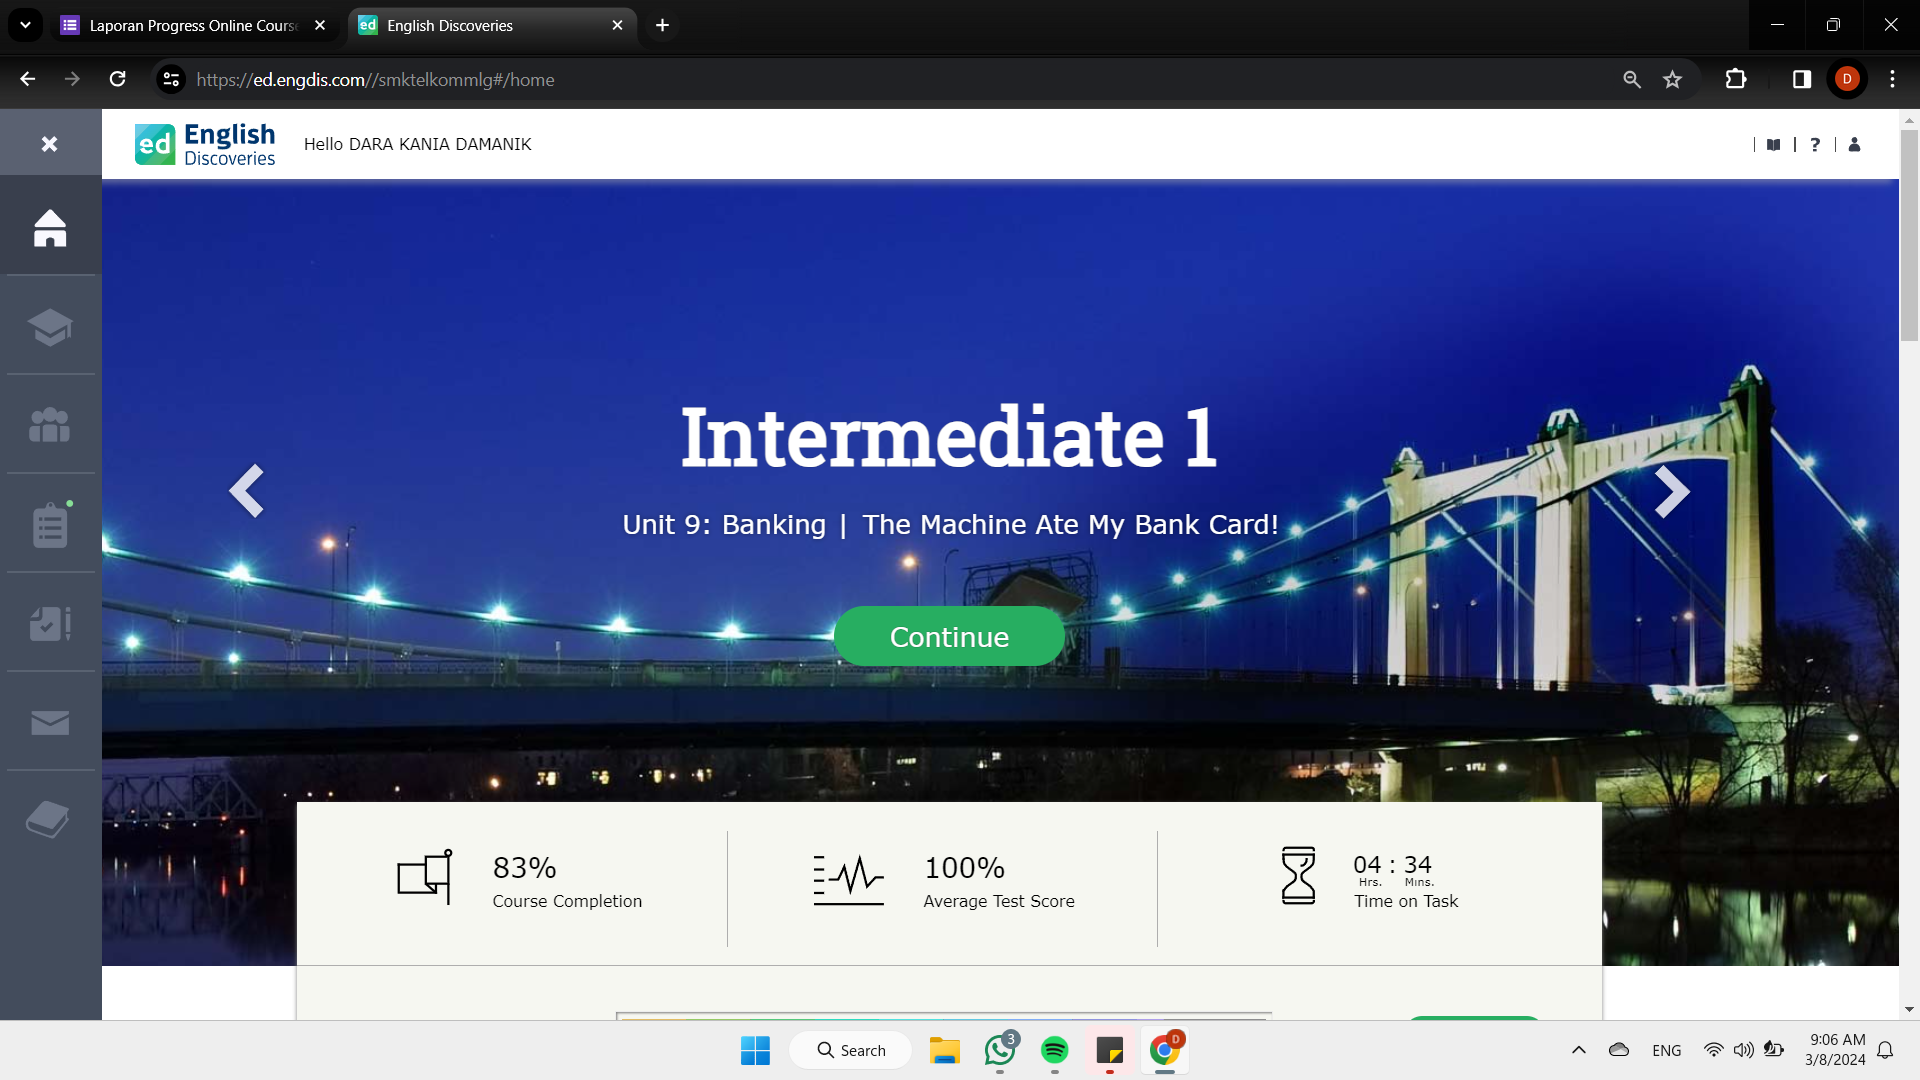 Laporan Progress Online Course
English Discoveries
https://ed.engdis.com//smktelkommlg#/home
D
ed English Discoveries
Hello DARA KANIA DAMANIK
?
Intermediate 1
Unit 9: Banking | The Machine Ate My Bank Card!
Continue
83%
Course Completion
100%
Average Test Score
04 : 34
Hrs. Mins.
Time on Task
Search
3
D
ENG
9:06 AM
3/8/2024